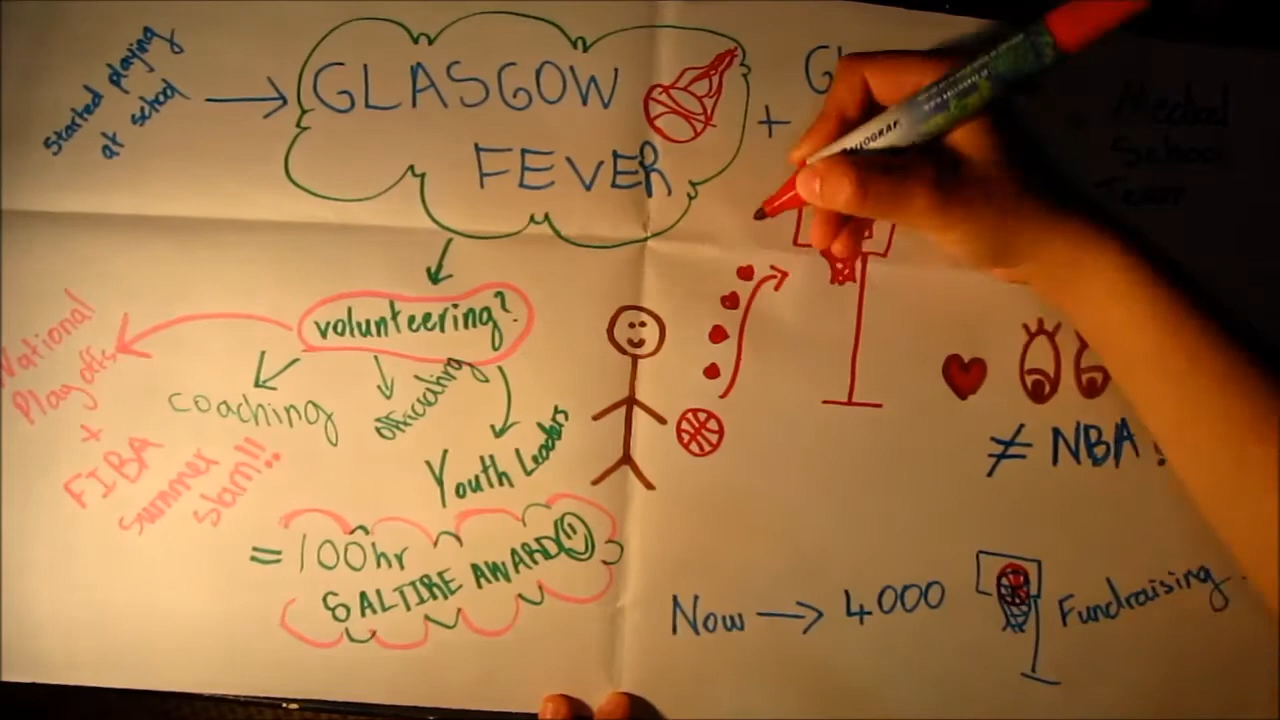 Started playing
at school
GLASGOW
FEVER
+ G
School
volunteering?
National
Playoffs
+
FIBA
Summer
Slam!!
coaching
Officiating
Youth Leaders
= 100hr
SALTIRE AWARD
≠ NBA !
Now → 4000
Fundraising